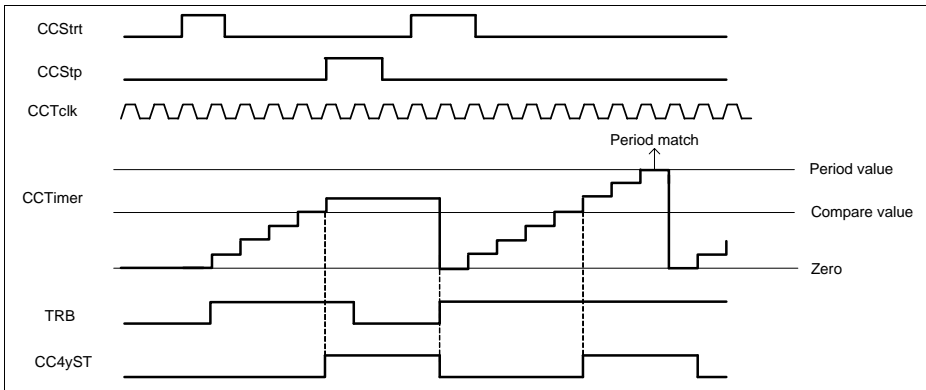 CCStrt
CCStp
CCTclk
Period match
Period value
CCTimer
Compare value
Zero
TRB
CC4yST